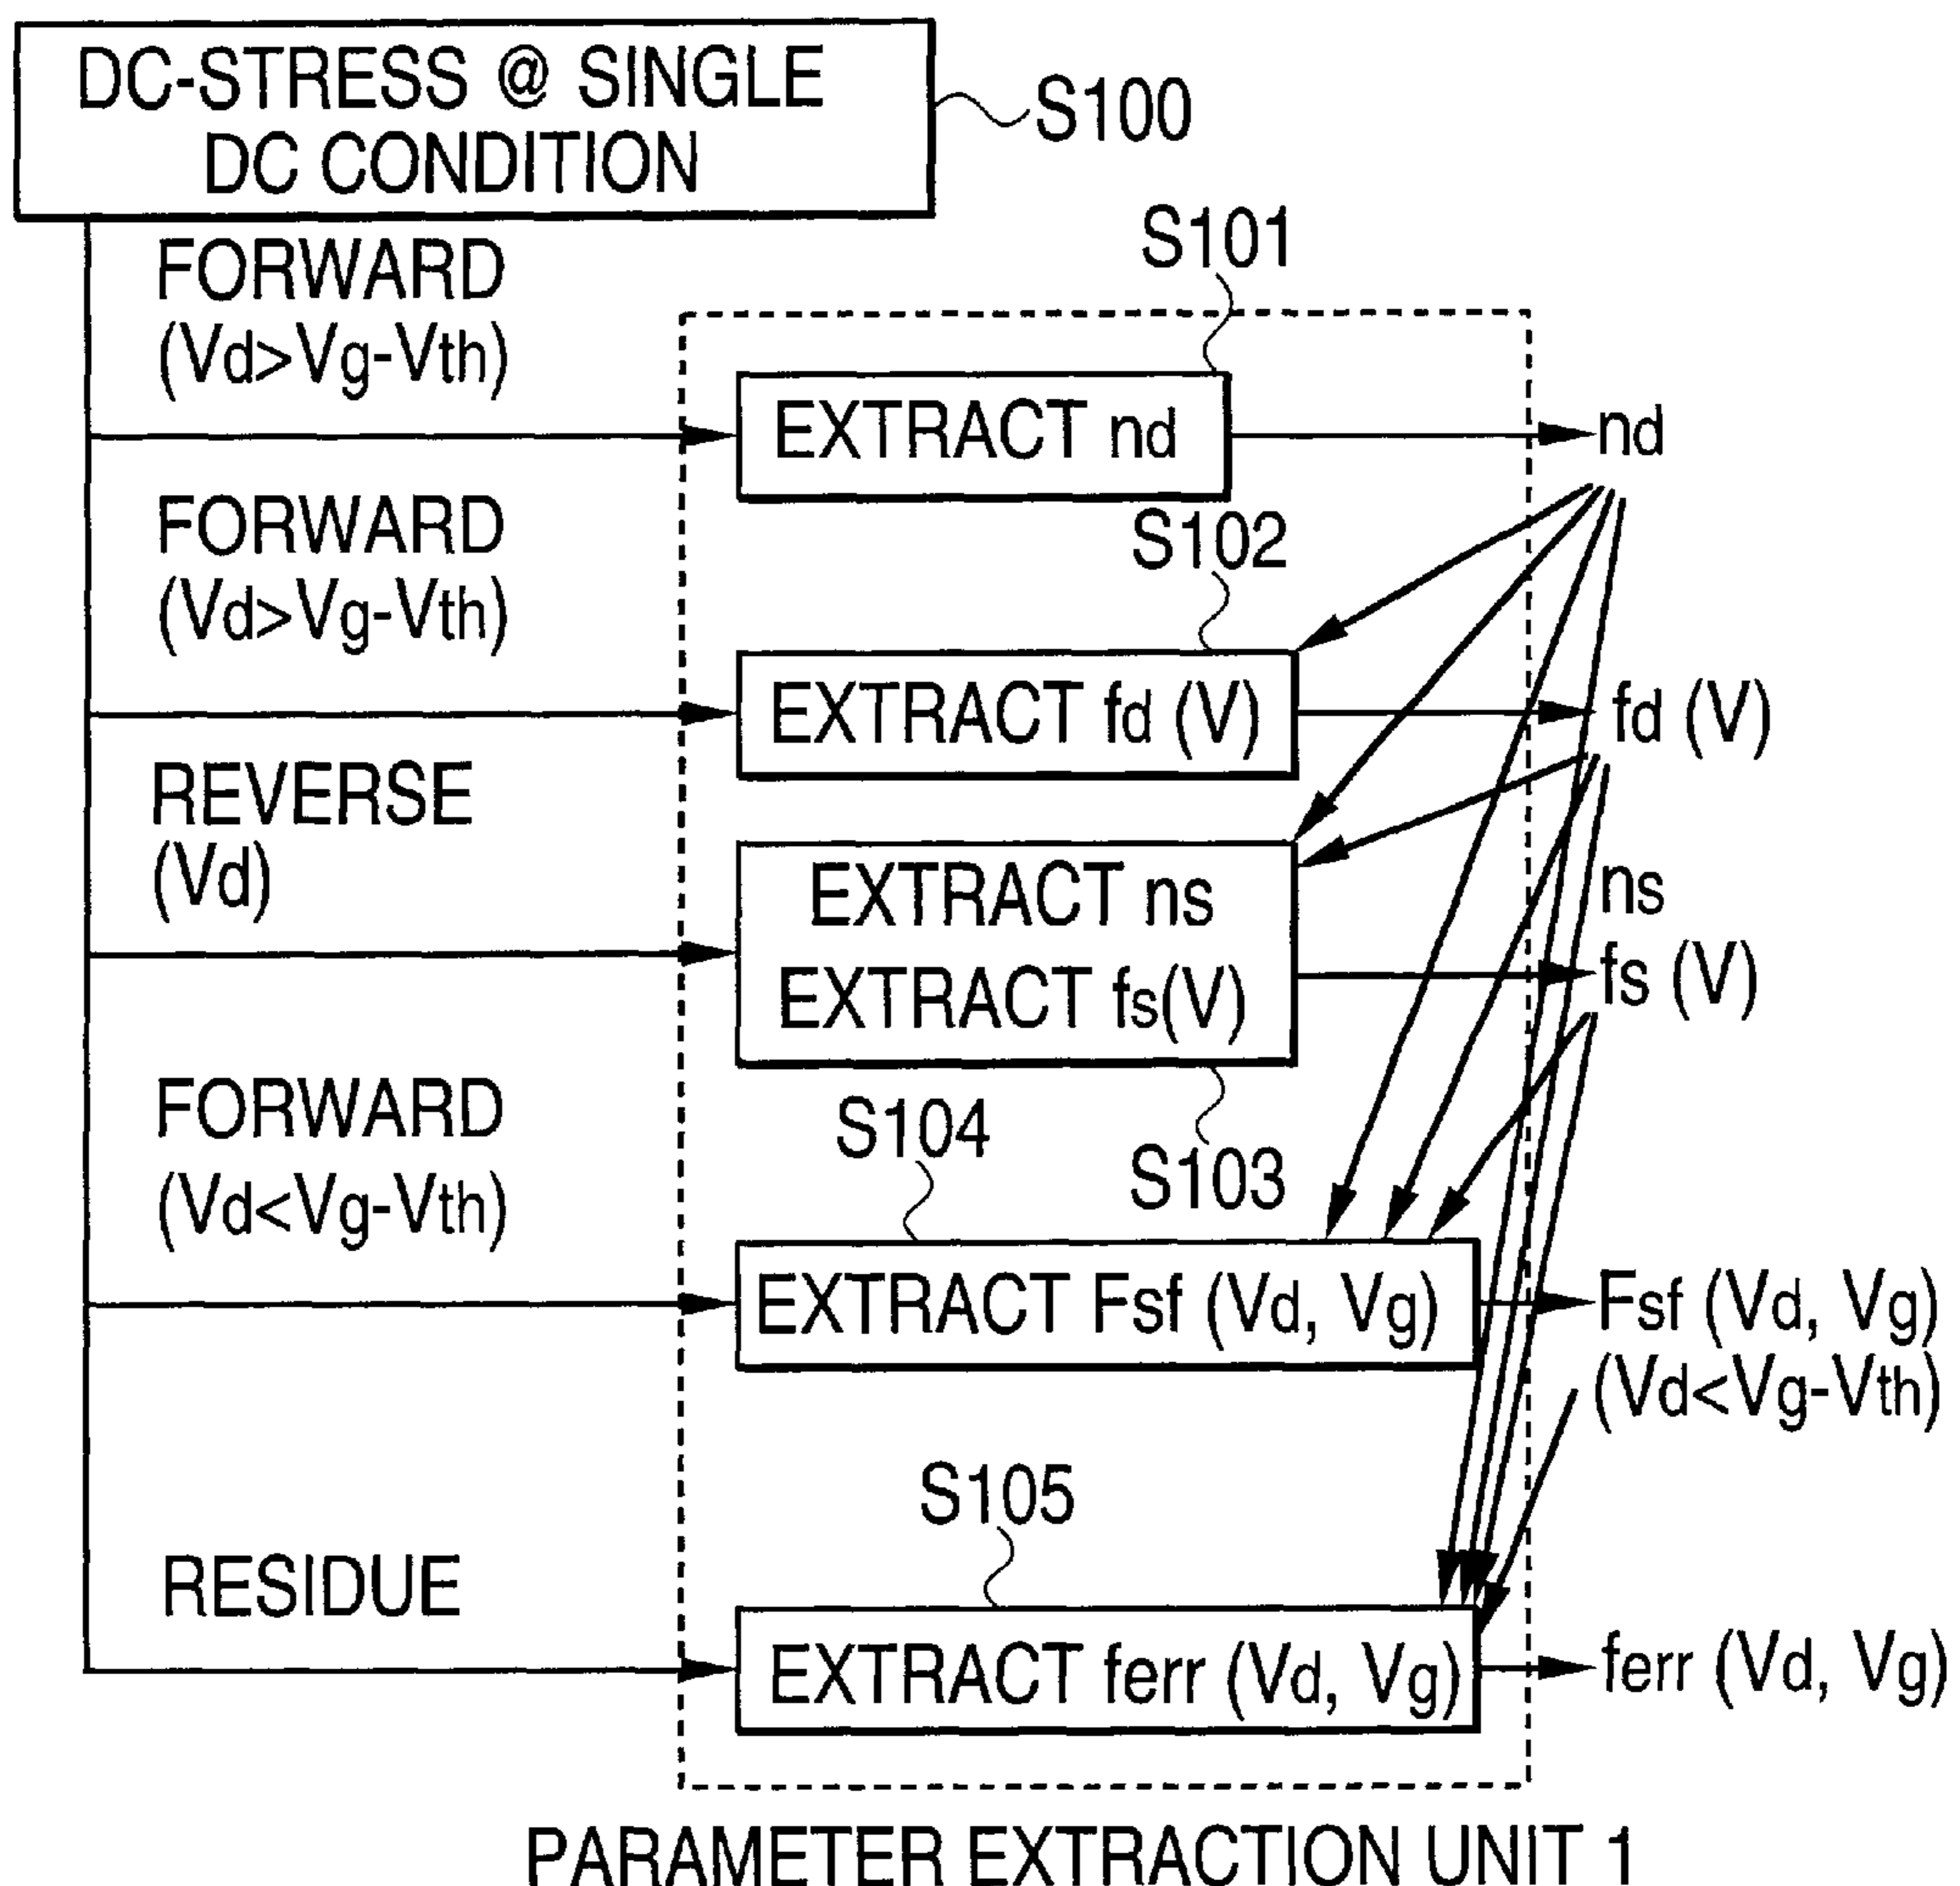 DC-STRESS @ SINGLE
DC CONDITION
S100
FORWARD
(Vd>Vg-Vth)
S101
EXTRACT nd
nd
FORWARD
(Vd>Vg-Vth)
S102
EXTRACT fd (V)
fd (V)
REVERSE
(Vd)
EXTRACT ns
EXTRACT fs(V)
ns
fs (V)
S103
FORWARD
(Vd<Vg-Vth)
S104
EXTRACT Fsf (Vd, Vg)
Fsf (Vd, Vg)
(Vd<Vg-Vth)
RESIDUE
S105
EXTRACT ferr (Vd, Vg)
ferr (Vd, Vg)
PARAMETER EXTRACTION UNIT 1